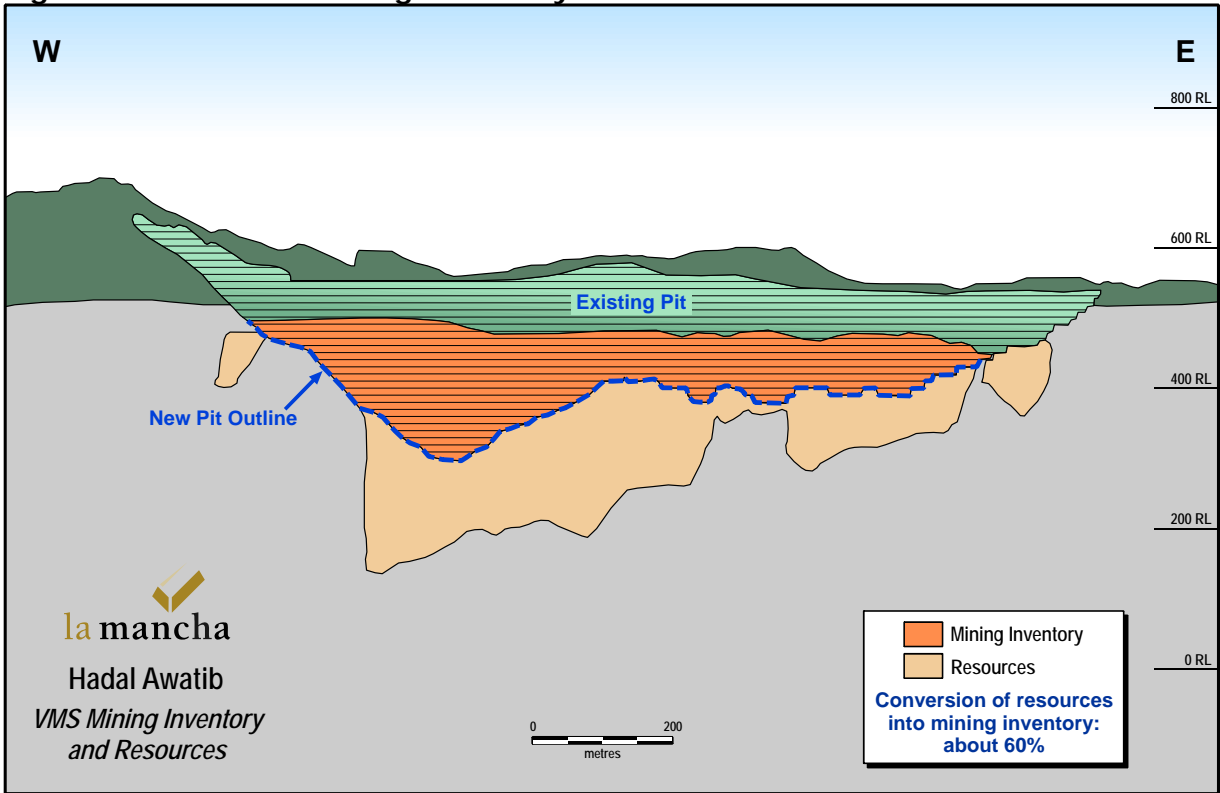 W
E
800 RL
600 RL
Existing Pit
400 RL
New Pit Outline
200 RL
la mancha
Hadal Awatib
VMS Mining Inventory
and Resources
0
200
metres
Mining Inventory
Resources
Conversion of resources
into mining inventory:
about 60%
0 RL